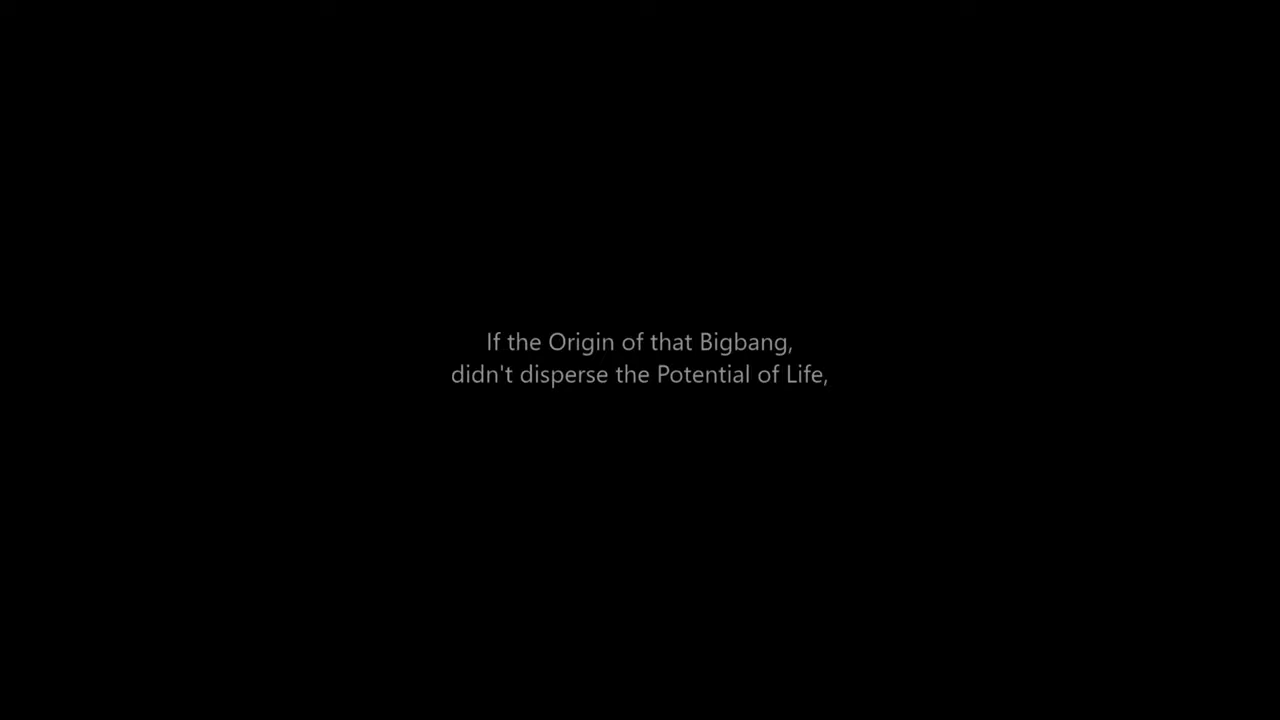 If the Origin of that Bigbang,
didn't disperse the Potential of Life,